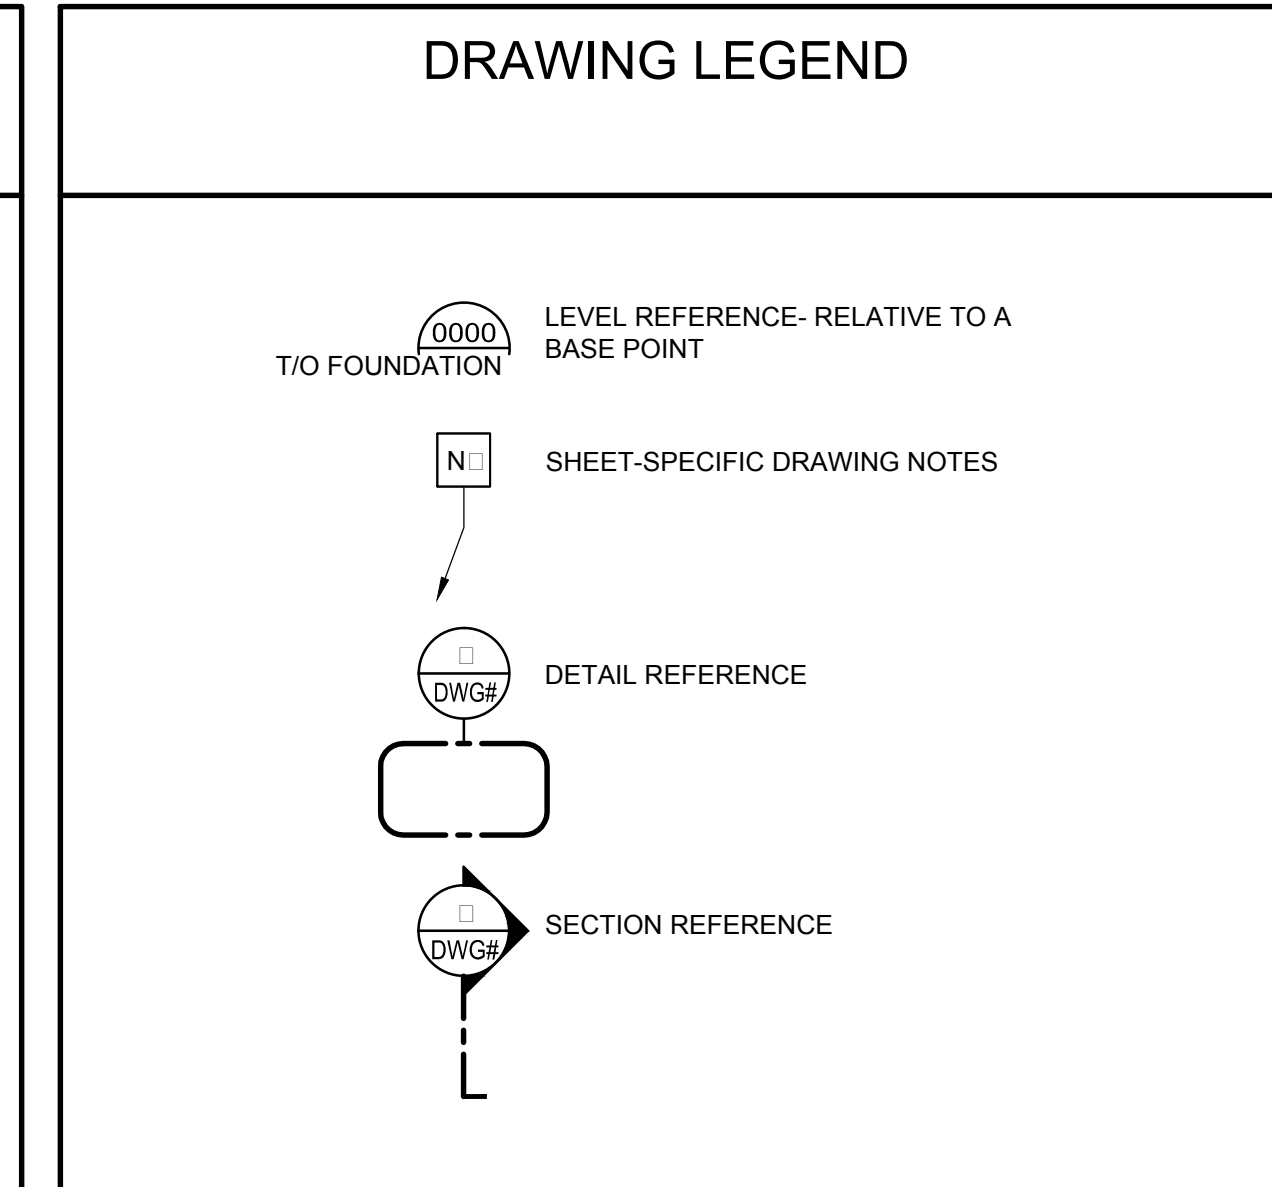 DRAWING LEGEND
0000
T/O FOUNDATION
LEVEL REFERENCE- RELATIVE TO A
BASE POINT
N□
SHEET-SPECIFIC DRAWING NOTES
□
DWG#
DETAIL REFERENCE
□
DWG#
SECTION REFERENCE